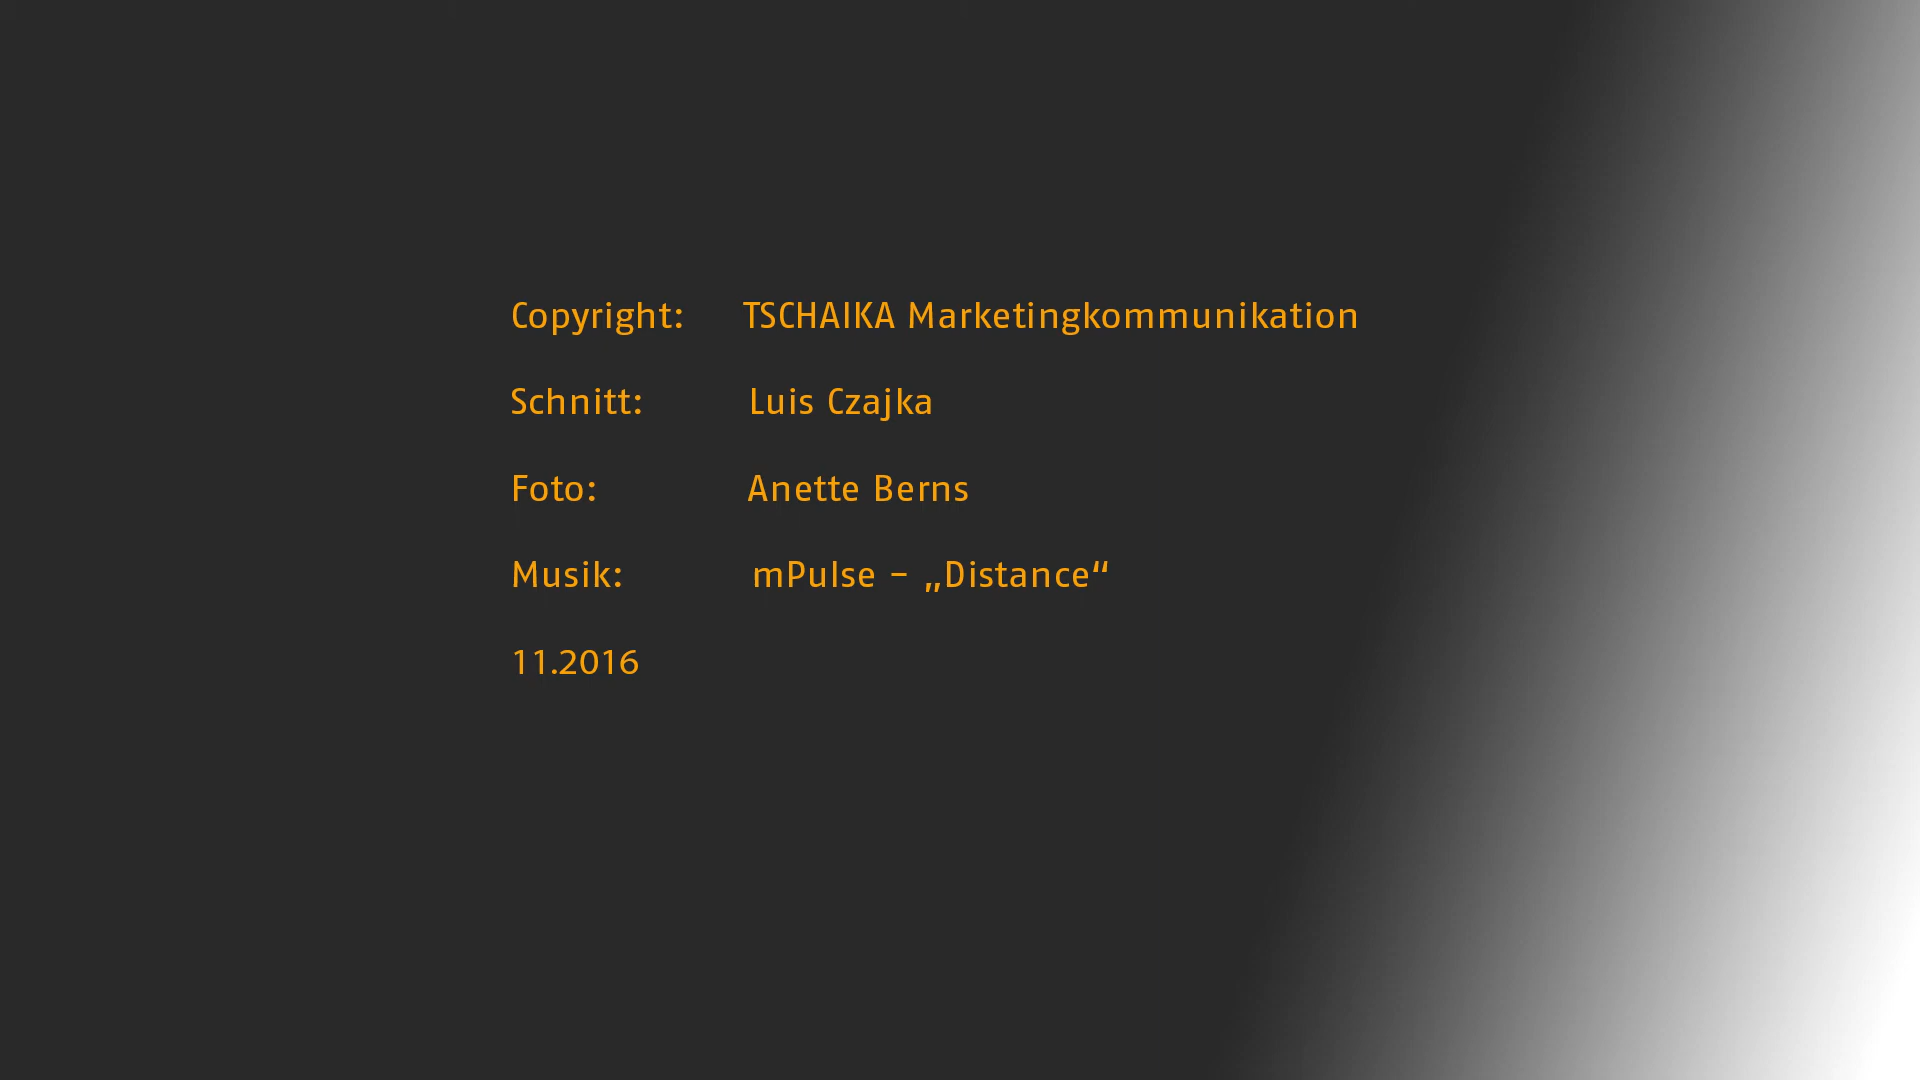 Copyright: TSCHAIKA Marketingkommunikation
Schnitt: Luis Czajka
Foto: Anette Berns
Musik: mPulse – „Distance“
11.2016